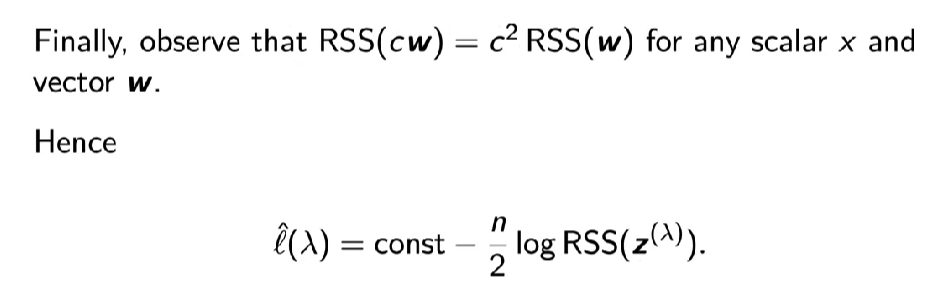 Finally, observe that RSS(cw) = c² RSS(w) for any scalar x and
vector w.
Hence
ℓ̂(λ) = const − n/2 log RSS(z^(λ)).